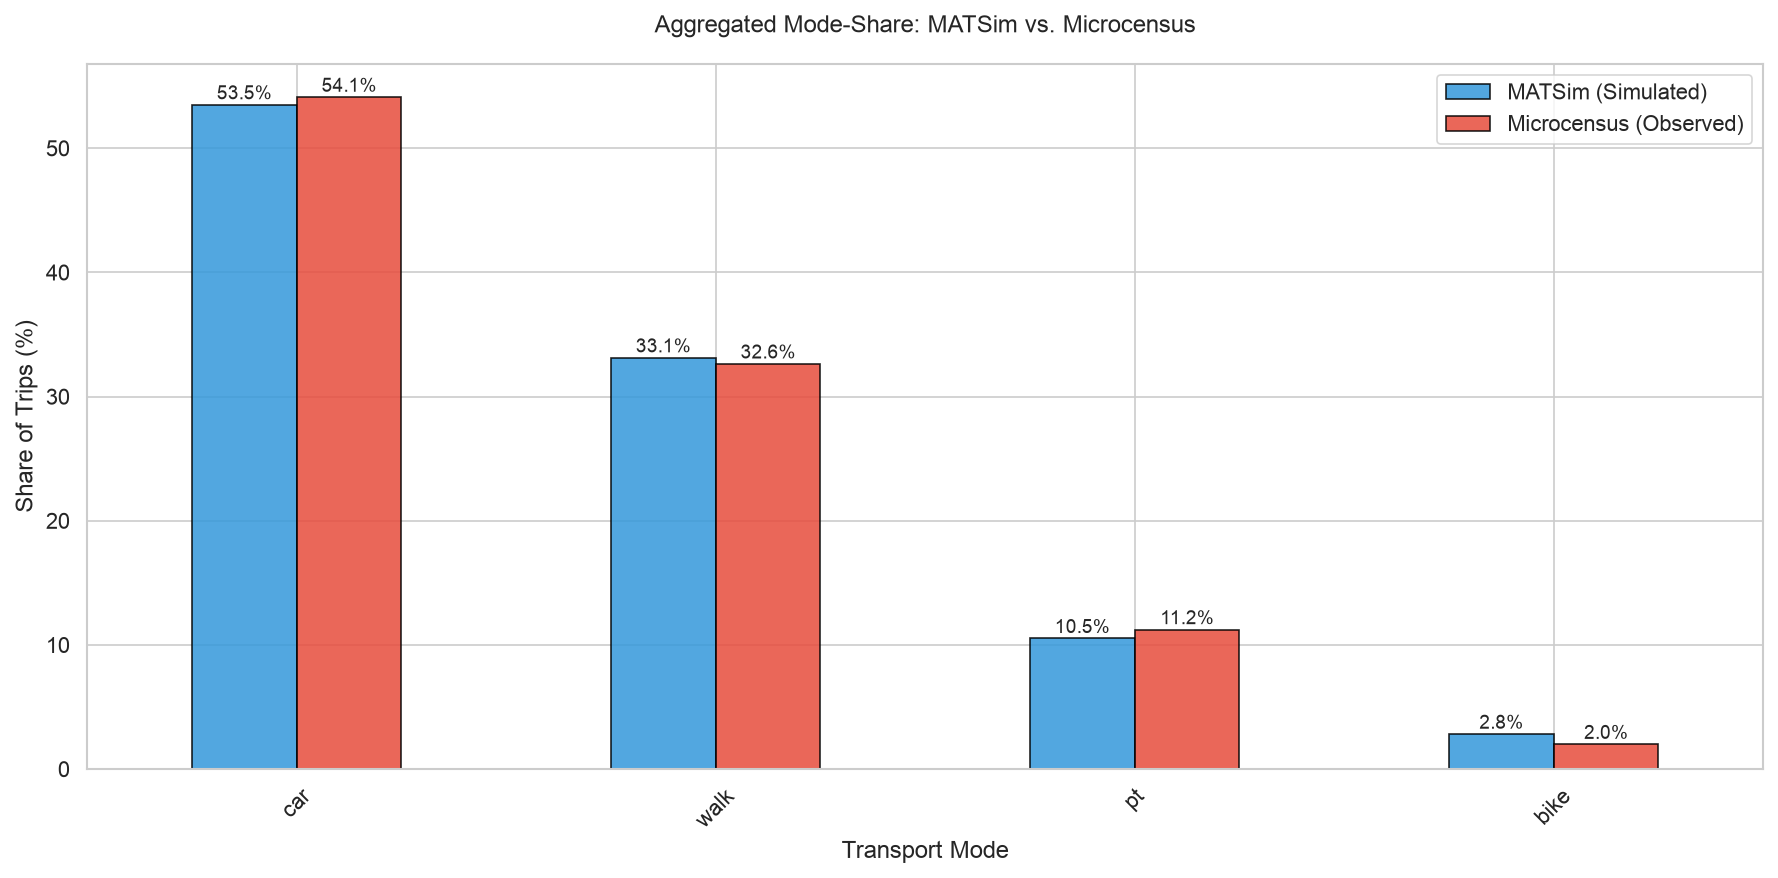 Aggregated Mode-Share: MATSim vs. Microcensus
MATSim (Simulated)
Microcensus (Observed)
Share of Trips (%)
50
40
30
20
10
0
53.5%
54.1%
33.1%
32.6%
10.5%
11.2%
2.8%
2.0%
car
walk
pt
bike
Transport Mode